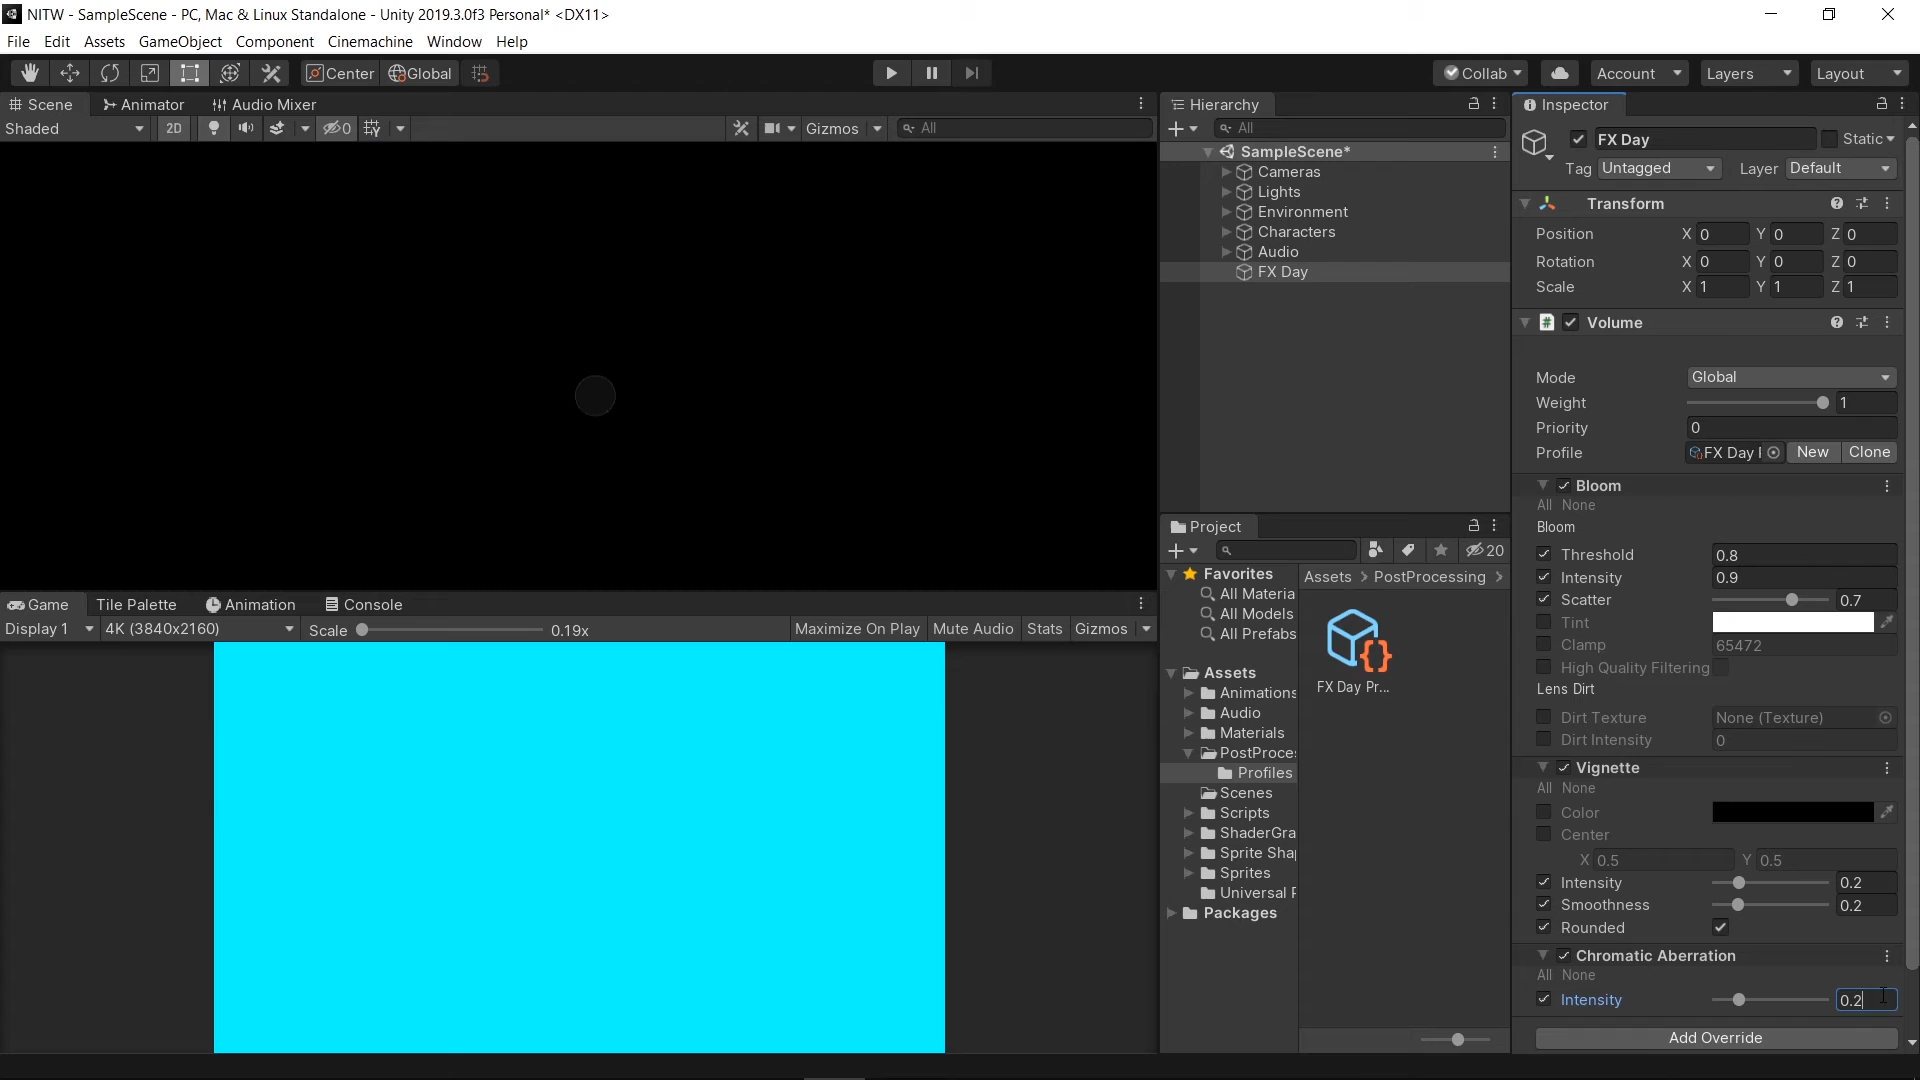 NITW - SampleScene - PC, Mac & Linux Standalone - Unity 2019.3.0f3 Personal* <DX11>
File Edit Assets GameObject Component Cinemachine Window Help
Center Global
Collab Account Layers Layout
Scene Animator Audio Mixer
Shaded 2D 0 Gizmos All
Game Tile Palette Animation Console
Display 1 4K (3840x2160) Scale 0.19x Maximize On Play Mute Audio Stats Gizmos
Hierarchy
All
SampleScene*
Cameras
Lights
Environment
Characters
Audio
FX Day
Project
20
Favorites
All Materia
All Models
All Prefabs
Assets
Animations
Audio
Materials
PostProce
Profiles
Scenes
Scripts
ShaderGra
Sprite Sha
Sprites
Universal F
Packages
Assets > PostProcessing >
FX Day Pr...
Inspector
FX Day Static
Tag Untagged Layer Default
Transform
Position X 0 Y 0 Z 0
Rotation X 0 Y 0 Z 0
Scale X 1 Y 1 Z 1
# Volume
Mode Global
Weight 1
Priority 0
Profile FX Day New Clone
Bloom
All None
Bloom
Threshold 0.8
Intensity 0.9
Scatter 0.7
Tint
Clamp 65472
High Quality Filtering
Lens Dirt
Dirt Texture None (Texture)
Dirt Intensity 0
Vignette
All None
Color
Center
X 0.5 Y 0.5
Intensity 0.2
Smoothness 0.2
Rounded
Chromatic Aberration
All None
Intensity 0.2
Add Override